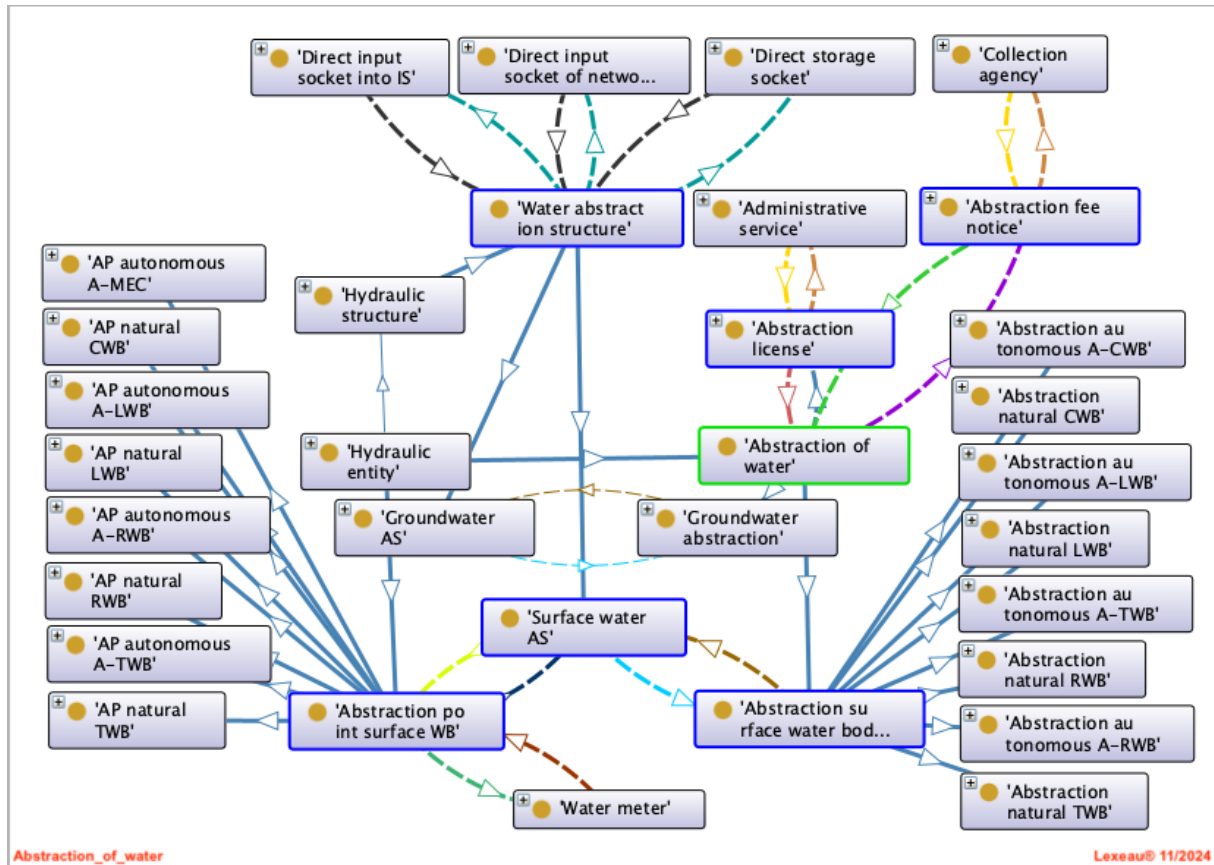 'Direct input
socket into IS'
'Direct input
socket of netwo...
'Direct storage
socket'
'Collection
agency'
'Water abstract
ion structure'
'Administrative
service'
'Abstraction fee
notice'
'AP autonomous
A-MEC'
'Hydraulic
structure'
'Abstraction
license'
'Abstraction au
tonomous A-CWB'
'AP natural
CWB'
'AP autonomous
A-LWB'
'Abstraction
natural CWB'
'AP natural
LWB'
'Hydraulic
entity'
'Abstraction of
water'
'Abstraction au
tonomous A-LWB'
'AP autonomous
A-RWB'
'Groundwater
AS'
'Groundwater
abstraction'
'Abstraction
natural LWB'
'AP natural
RWB'
'Abstraction au
tonomous A-TWB'
'AP autonomous
A-TWB'
'Surface water
AS'
'Abstraction
natural RWB'
'AP natural
TWB'
'Abstraction po
int surface WB'
'Abstraction su
rface water bod...
'Abstraction au
tonomous A-RWB'
'Water meter'
'Abstraction
natural TWB'
Abstraction_of_water
Lexeau® 11/2024